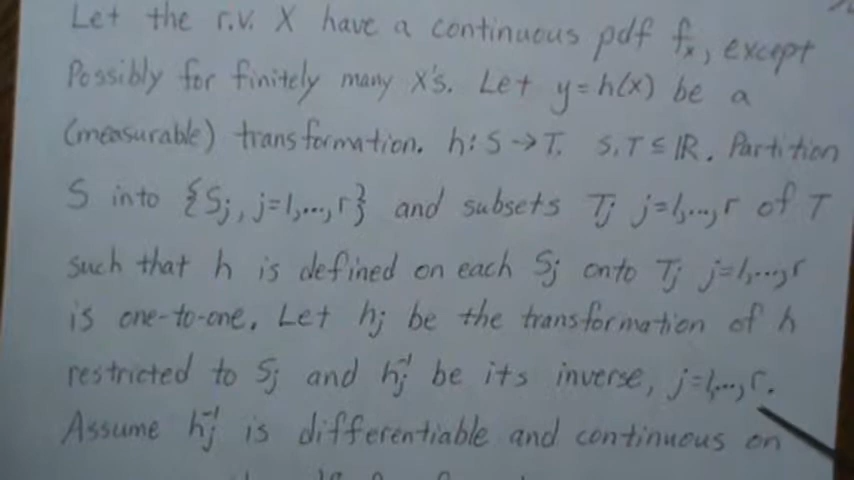 Let the r.v. X have a continuous pdf fₓ, except
Possibly for finitely many x's. Let y=h(x) be a
(measurable) transformation. h: S → T. S, T ⊆ ℝ. Partition
S into {Sⱼ, j=1,...,r} and subsets Tⱼ j=1,...,r of T
such that h is defined on each Sⱼ onto Tⱼ j=1,...,r
is one-to-one. Let hⱼ be the transformation of h
restricted to Sⱼ and hⱼ⁻¹ be its inverse, j=1,...,r.
Assume hⱼ⁻¹ is differentiable and continuous on